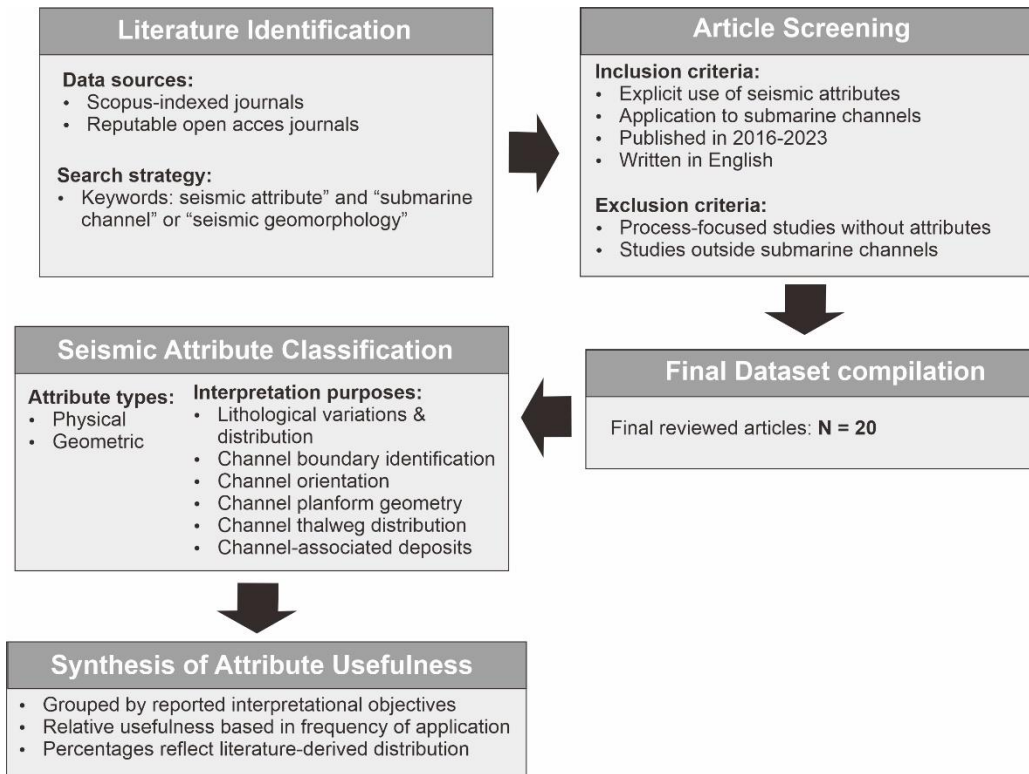 Literature Identification
Data sources:
• Scopus-indexed journals
• Reputable open acces journals
Search strategy:
• Keywords: seismic attribute” and “submarine
channel” or “seismic geomorphology”
Article Screening
Inclusion criteria:
• Explicit use of seismic attributes
• Application to submarine channels
• Published in 2016-2023
• Written in English
Exclusion criteria:
• Process-focused studies without attributes
• Studies outside submarine channels
Final Dataset compilation
Final reviewed articles: N = 20
Seismic Attribute Classification
Attribute types:
• Physical
• Geometric
Interpretation purposes:
• Lithological variations &
distribution
• Channel boundary identification
• Channel orientation
• Channel planform geometry
• Channel thalweg distribution
• Channel-associated deposits
Synthesis of Attribute Usefulness
• Grouped by reported interpretational objectives
• Relative usefulness based in frequency of application
• Percentages reflect literature-derived distribution